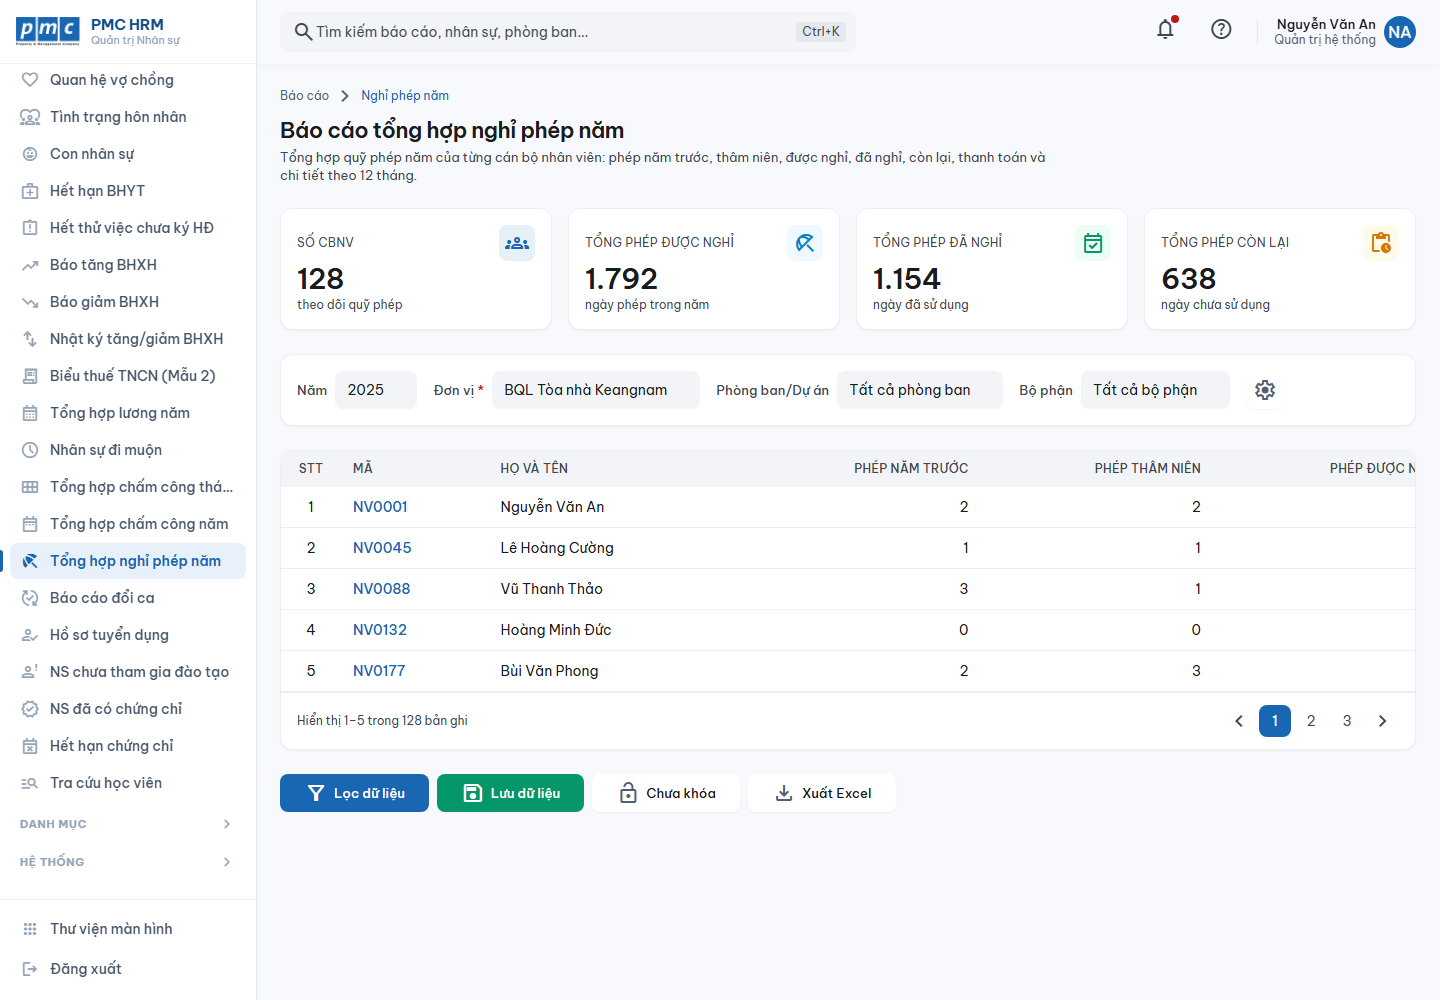 pmc
PMC HRM
Quản trị Nhân sự
Quan hệ vợ chồng
Tình trạng hôn nhân
Con nhân sự
Hết hạn BHYT
Hết thử việc chưa ký HĐ
Báo tăng BHXH
Báo giảm BHXH
Nhật ký tăng/giảm BHXH
Biểu thuế TNCN (Mẫu 2)
Tổng hợp lương năm
Nhân sự đi muộn
Tổng hợp chấm công thá...
Tổng hợp chấm công năm
Tổng hợp nghỉ phép năm
Báo cáo đổi ca
Hồ sơ tuyển dụng
NS chưa tham gia đào tạo
NS đã có chứng chỉ
Hết hạn chứng chỉ
Tra cứu học viên
DANH MỤC
HỆ THỐNG
Thư viện màn hình
Đăng xuất
Tìm kiếm báo cáo, nhân sự, phòng ban... Ctrl+K
Nguyễn Văn An
Quản trị hệ thống
NA
Báo cáo > Nghỉ phép năm
Báo cáo tổng hợp nghỉ phép năm
Tổng hợp quỹ phép năm của từng cán bộ nhân viên: phép năm trước, thâm niên, được nghỉ, đã nghỉ, còn lại, thanh toán và
chi tiết theo 12 tháng.
SỐ CBNV
128
theo dõi quỹ phép
TỔNG PHÉP ĐƯỢC NGHỈ
1.792
ngày phép trong năm
TỔNG PHÉP ĐÃ NGHỈ
1.154
ngày đã sử dụng
TỔNG PHÉP CÒN LẠI
638
ngày chưa sử dụng
Năm 2025 Đơn vị * BQL Tòa nhà Keangnam Phòng ban/Dự án Tất cả phòng ban Bộ phận Tất cả bộ phận
STT MÃ HỌ VÀ TÊN PHÉP NĂM TRƯỚC PHÉP THÂM NIÊN PHÉP ĐƯỢC N
1 NV0001 Nguyễn Văn An 2 2
2 NV0045 Lê Hoàng Cường 1 1
3 NV0088 Vũ Thanh Thảo 3 1
4 NV0132 Hoàng Minh Đức 0 0
5 NV0177 Bùi Văn Phong 2 3
Hiển thị 1–5 trong 128 bản ghi
1 2 3
Lọc dữ liệu Lưu dữ liệu Chưa khóa Xuất Excel